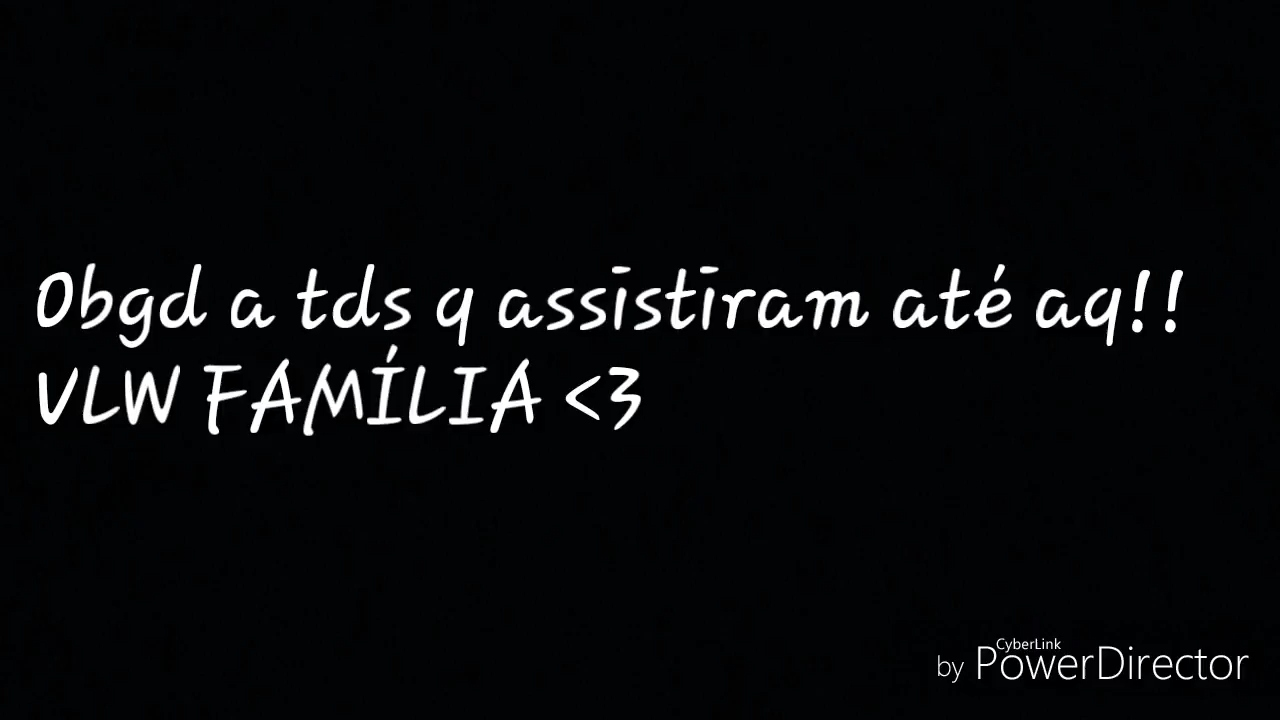 Obgd a tds q assistiram até aq!!
VLW FAMÍLIA <3
CyberLink
by PowerDirector